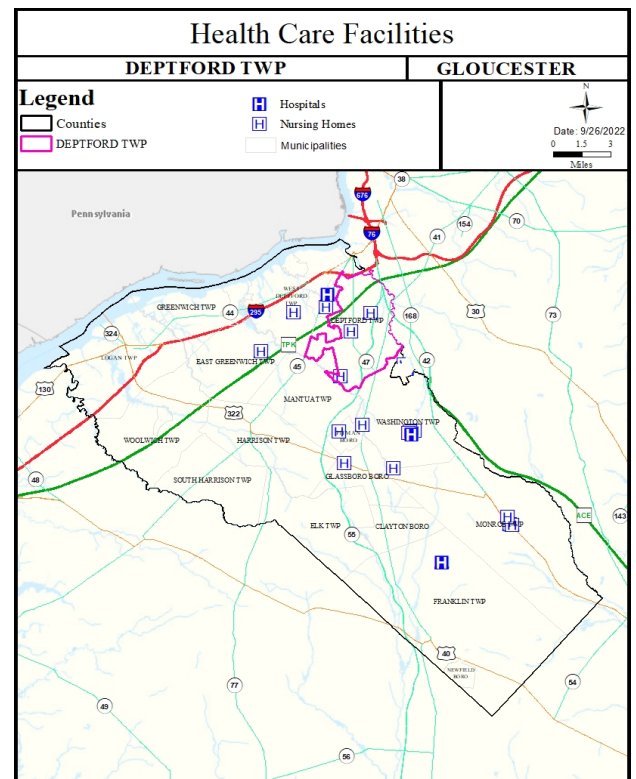 Health Care Facilities
DEPTFORD TWP
GLOUCESTER
Legend
Counties
DEPTFORD TWP
H Hospitals
H Nursing Homes
Municipalities
N
Date: 9/26/2022
0 1.5 3
Miles
Pennsylvania
38
676
76
70
154
41
WEST
DEPTFORD
TWP
H
GREENWICH TWP
44
295
H
H
H
DEPTFORD TWP
168
30
73
324
H
TPK
LOGAN TWP
EAST GREENWICH TWP
H
45
47
42
130
H
MANTUA TWP
322
H
H
WASHINGTON TWP
H
WOOLWICH TWP
HARRISON TWP
BORO
H
H
48
SOUTH HARRISON TWP
GLASSBORO BORO
ELK TWP
CLAYTON BORO
H
H
MONROE TWP
ACE
143
55
H
FRANKLIN TWP
40
NEWFIELD
BORO
77
54
49
56